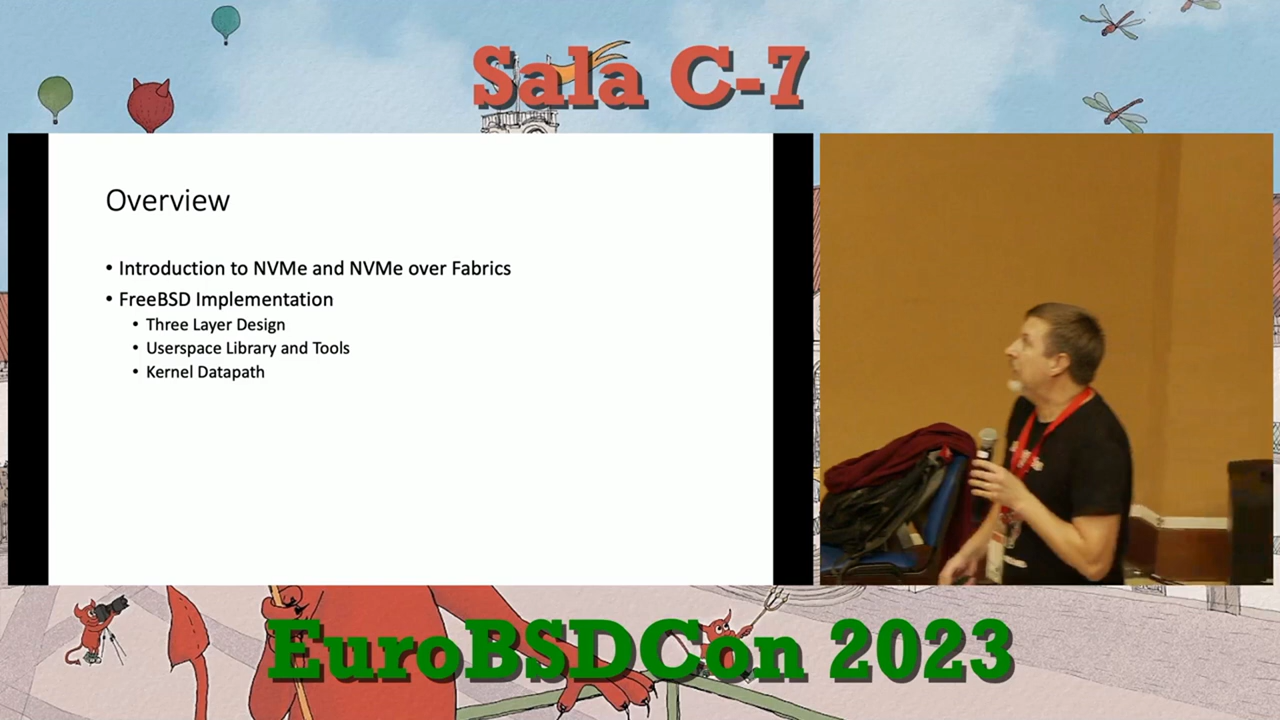 Sala C-7
Overview
• Introduction to NVMe and NVMe over Fabrics
• FreeBSD Implementation
• Three Layer Design
• Userspace Library and Tools
• Kernel Datapath
EuroBSDCon 2023